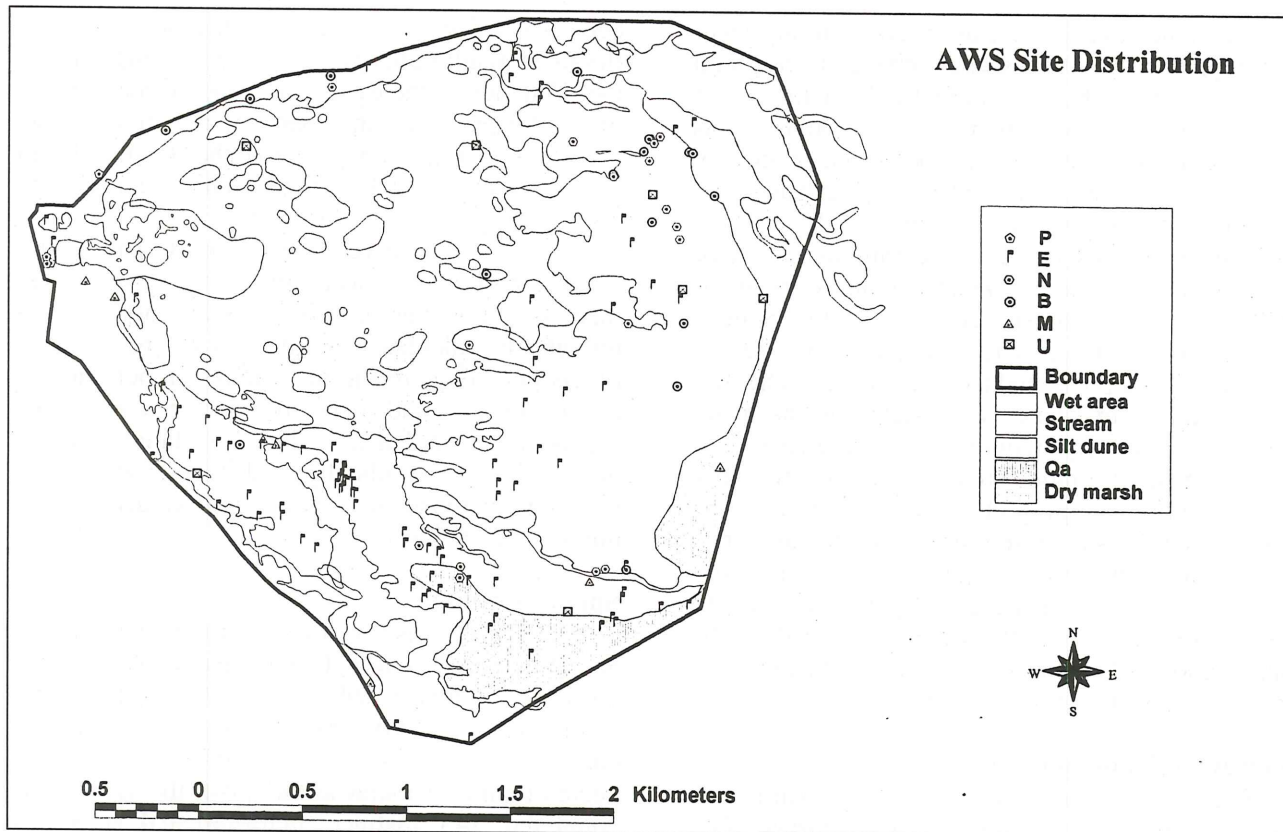 AWS Site Distribution
P
E
N
B
M
U
Boundary
Wet area
Stream
Silt dune
Qa
Dry marsh
N
W E
S
0.5 0 0.5 1 1.5 2 Kilometers